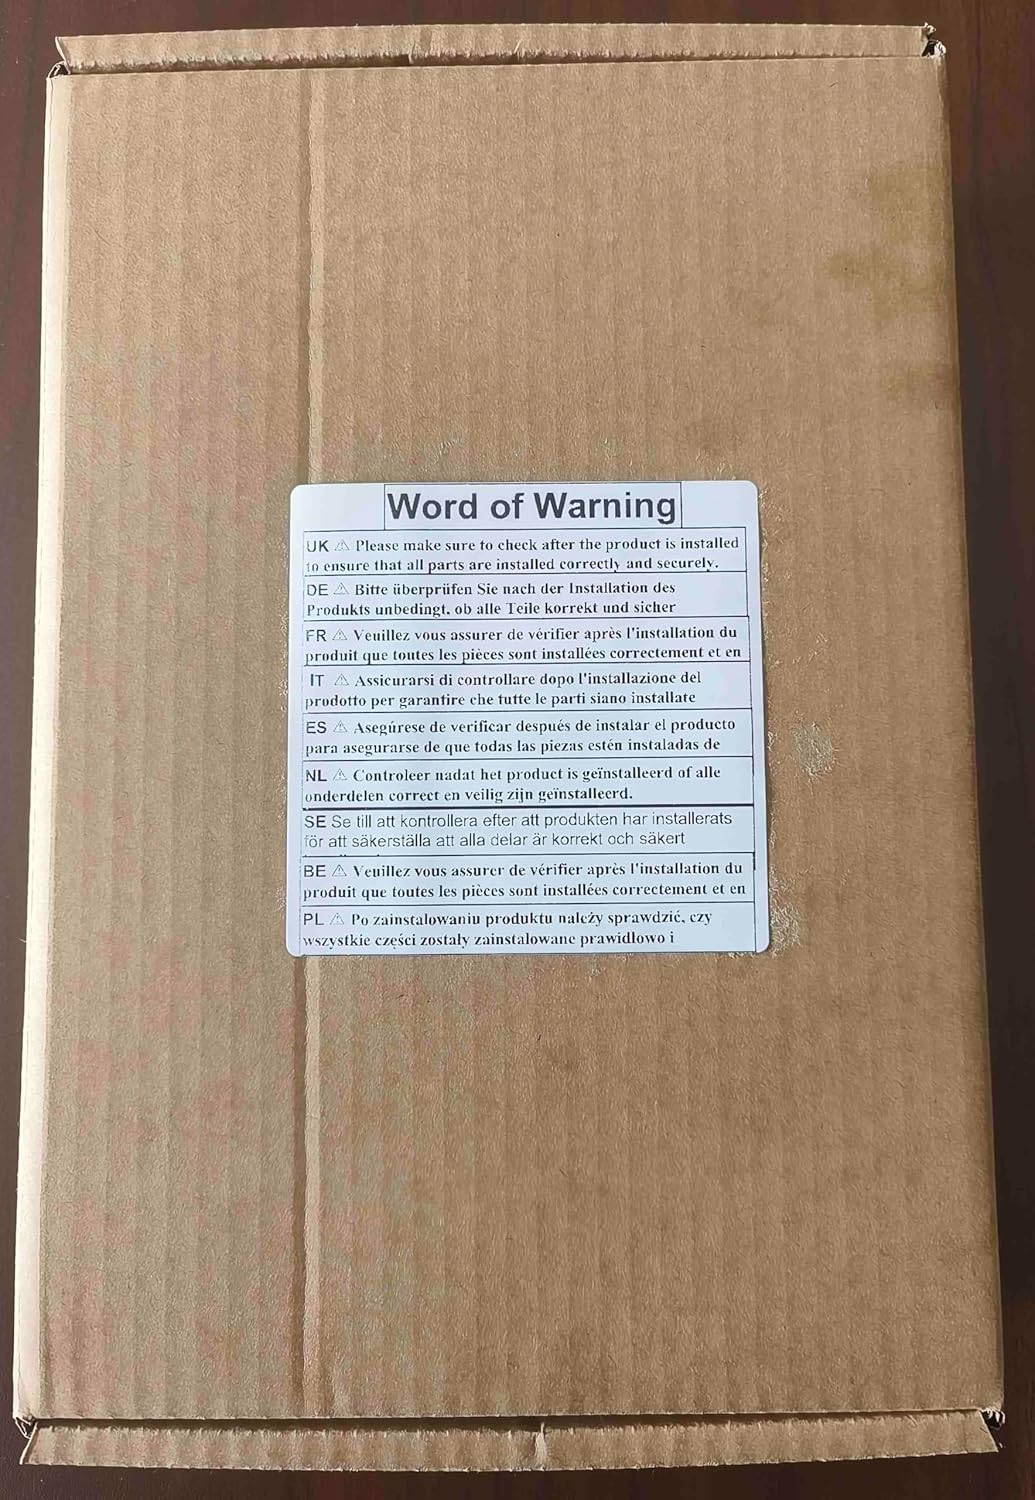 Word of Warning
UK ⚠ Please make sure to check after the product is installed
to ensure that all parts are installed correctly and securely.
DE ⚠ Bitte überprüfen Sie nach der Installation des
Produkts unbedingt, ob alle Teile korrekt und sicher
FR ⚠ Veuillez vous assurer de vérifier après l'installation du
produit que toutes les pièces sont installées correctement et en
IT ⚠ Assicurarsi di controllare dopo l'installazione del
prodotto per garantire che tutte le parti siano installate
ES ⚠ Asegúrese de verificar después de instalar el producto
para asegurarse de que todas las piezas estén instaladas de
NL ⚠ Controleer nadat het product is geïnstalleerd of alle
onderdelen correct en veilig zijn geïnstalleerd.
SE Se till att kontrollera efter att produkten har installerats
för att säkerställa att alla delar är korrekt och säkert
BE ⚠ Veuillez vous assurer de vérifier après l'installation du
produit que toutes les pièces sont installées correctement et en
PL ⚠ Po zainstalowaniu produktu należy sprawdzić, czy
wszystkie części zostały zainstalowane prawidłowo i